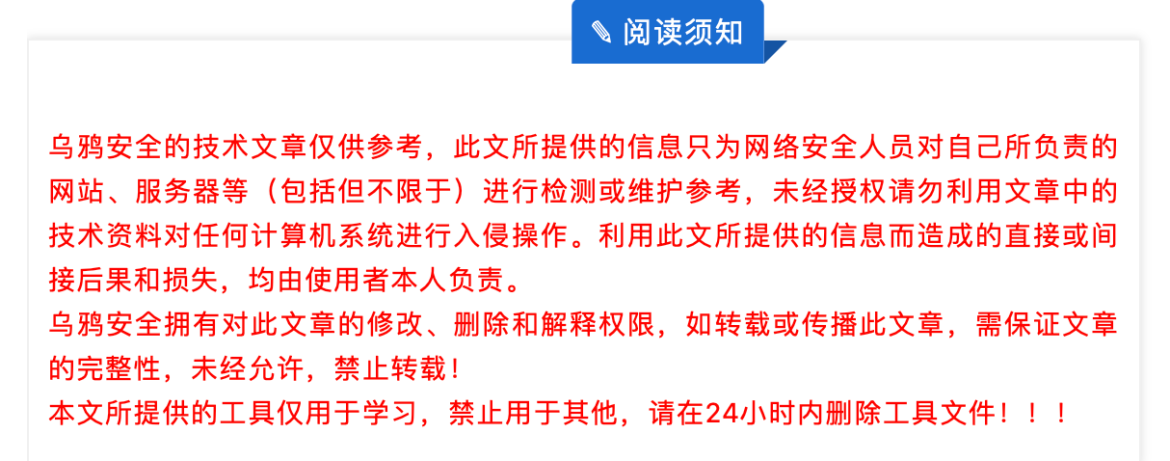 ✎ 阅读须知
乌鸦安全的技术文章仅供参考，此文所提供的信息只为网络安全人员对自己所负责的
网站、服务器等（包括但不限于）进行检测或维护参考，未经授权请勿利用文章中的
技术资料对任何计算机系统进行入侵操作。利用此文所提供的信息而造成的直接或间
接后果和损失，均由使用者本人负责。
乌鸦安全拥有对此文章的修改、删除和解释权限，如转载或传播此文章，需保证文章
的完整性，未经允许，禁止转载！
本文所提供的工具仅用于学习，禁止用于其他，请在24小时内删除工具文件！！！